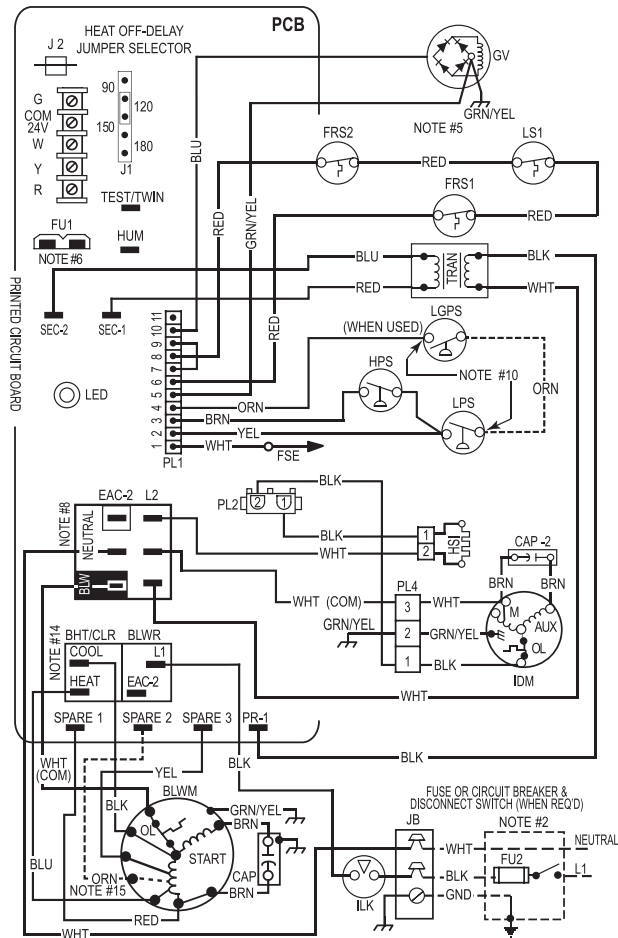 PCB
HEAT OFF-DELAY
JUMPER SELECTOR
J 2
G
COM
24V
W
Y
R
90
120
150
180
J1
TEST/TWIN
HUM
FU1
NOTE #6
SEC-2
SEC-1
PRINTED CIRCUIT BOARD
LED
BLU
RED
GRN/YEL
RED
GV
GRN/YEL
NOTE #5
FRS2
RED
LS1
FRS1
RED
BLU
TRAN
BLK
RED
WHT
11
10
9
8
7
6
5
4
3
2
1
PL1
(WHEN USED)
LGPS
HPS
NOTE #10
ORN
ORN
BRN
LPS
YEL
WHT
FSE
BLK
PL2
2
1
BLK
WHT
1
2
HSI
NOTE #8
EAC-2
L2
NEUTRAL
BLW
CAP -2
BRN
BRN
WHT (COM)
PL4
3
WHT
M
AUX
GRN/YEL
2
GRN/YEL
OL
1
BLK
IDM
WHT
NOTE #14
BHT/CLR
BLWR
COOL
L1
HEAT
EAC-2
SPARE 1
SPARE 2
SPARE 3
PR-1
BLK
WHT
(COM)
YEL
BLK
BLWM
BLK
GRN/YEL
BRN
OL
START
CAP
BLU
ORN
NOTE #15
BRN
RED
WHT
ILK
FUSE OR CIRCUIT BREAKER &
DISCONNECT SWITCH (WHEN REQ'D)
JB
NOTE #2
WHT
NEUTRAL
FU2
BLK
L1
GND